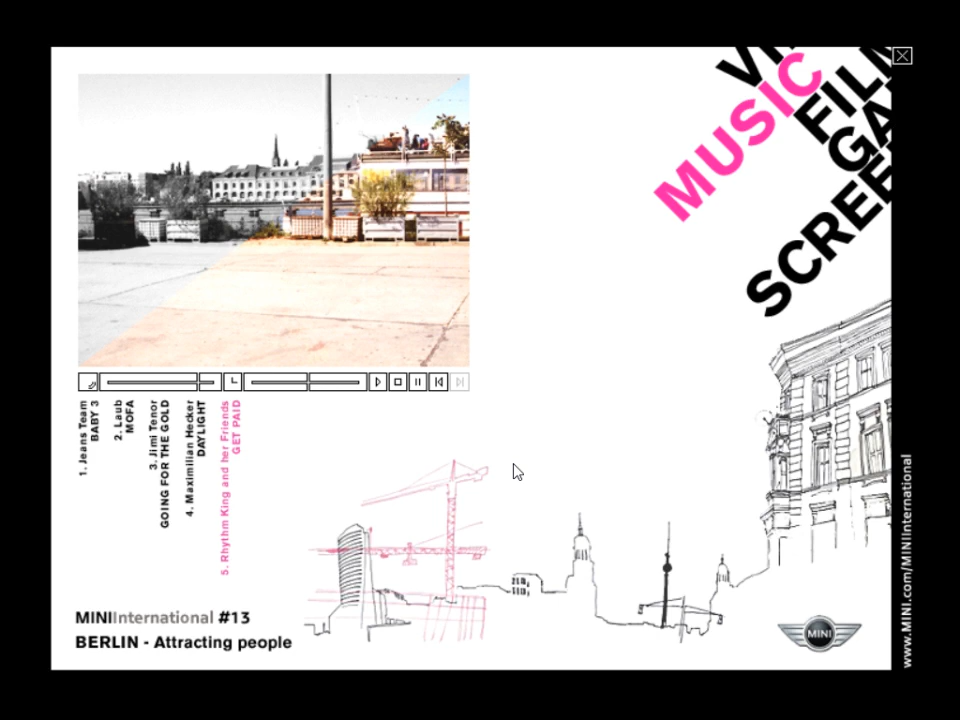 VI
MUSIC
FILM
GA
SCREE
1. Jeans Team
BABY 3
2. Laub
MOFA
3. Jimi Tenor
GOING FOR THE GOLD
4. Maximilian Hecker
DAYLIGHT
5. Rhythm King and her Friends
GET PAID
MINIInternational #13
BERLIN - Attracting people
MINI
www.MINI.com/MINIInternational